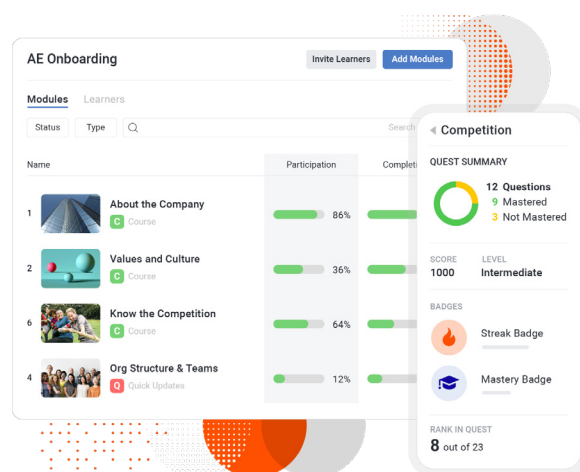 AE Onboarding
Invite Learners
Add Modules
Modules Learners
Status Type Search
Name Participation Completi
1 About the Company 86%
C Course
2 Values and Culture 36%
C Course
6 Know the Competition 64%
C Course
4 Org Structure & Teams 12%
Q Quick Updates
Competition
QUEST SUMMARY
12 Questions
9 Mastered
3 Not Mastered
SCORE LEVEL
1000 Intermediate
BADGES
Streak Badge
Mastery Badge
RANK IN QUEST
8 out of 23